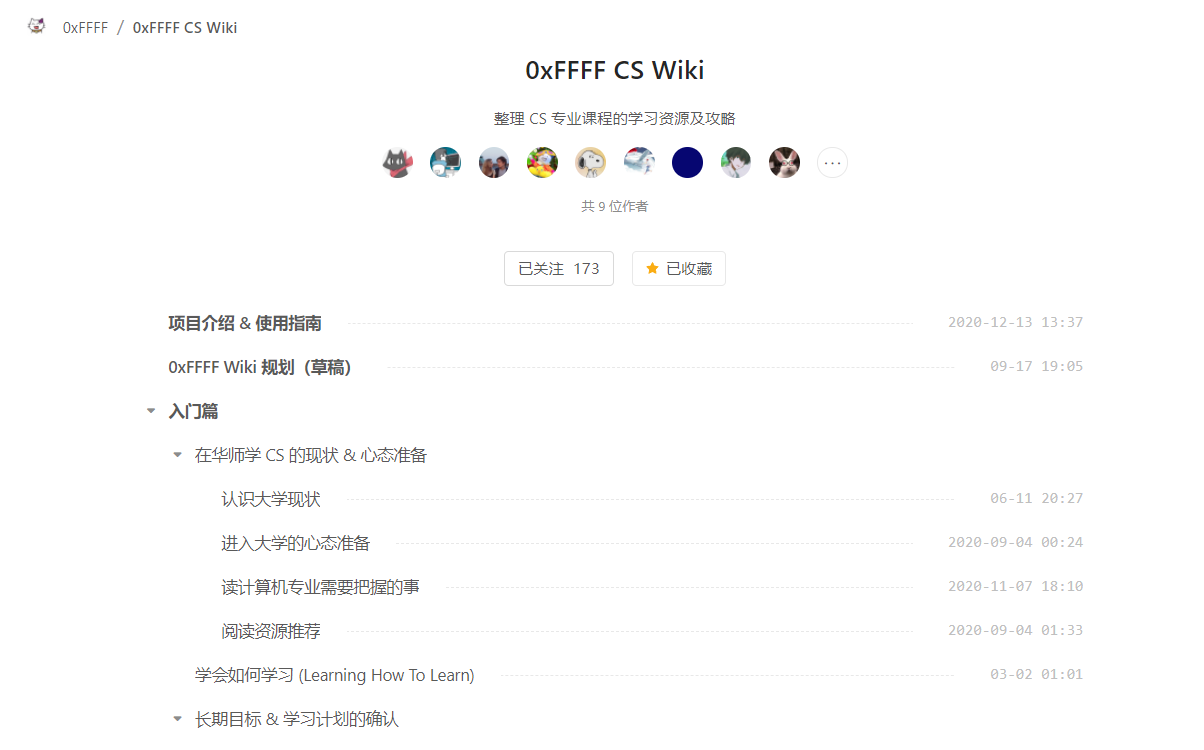 0xFFFF / 0xFFFF CS Wiki
0xFFFF CS Wiki
整理 CS 专业课程的学习资源及攻略
共 9 位作者
已关注 173 已收藏
项目介绍 & 使用指南 2020-12-13 13:37
0xFFFF Wiki 规划（草稿） 09-17 19:05
入门篇
在华师学 CS 的现状 & 心态准备
认识大学现状 06-11 20:27
进入大学的心态准备 2020-09-04 00:24
读计算机专业需要把握的事 2020-11-07 18:10
阅读资源推荐 2020-09-04 01:33
学会如何学习 (Learning How To Learn) 03-02 01:01
长期目标 & 学习计划的确认